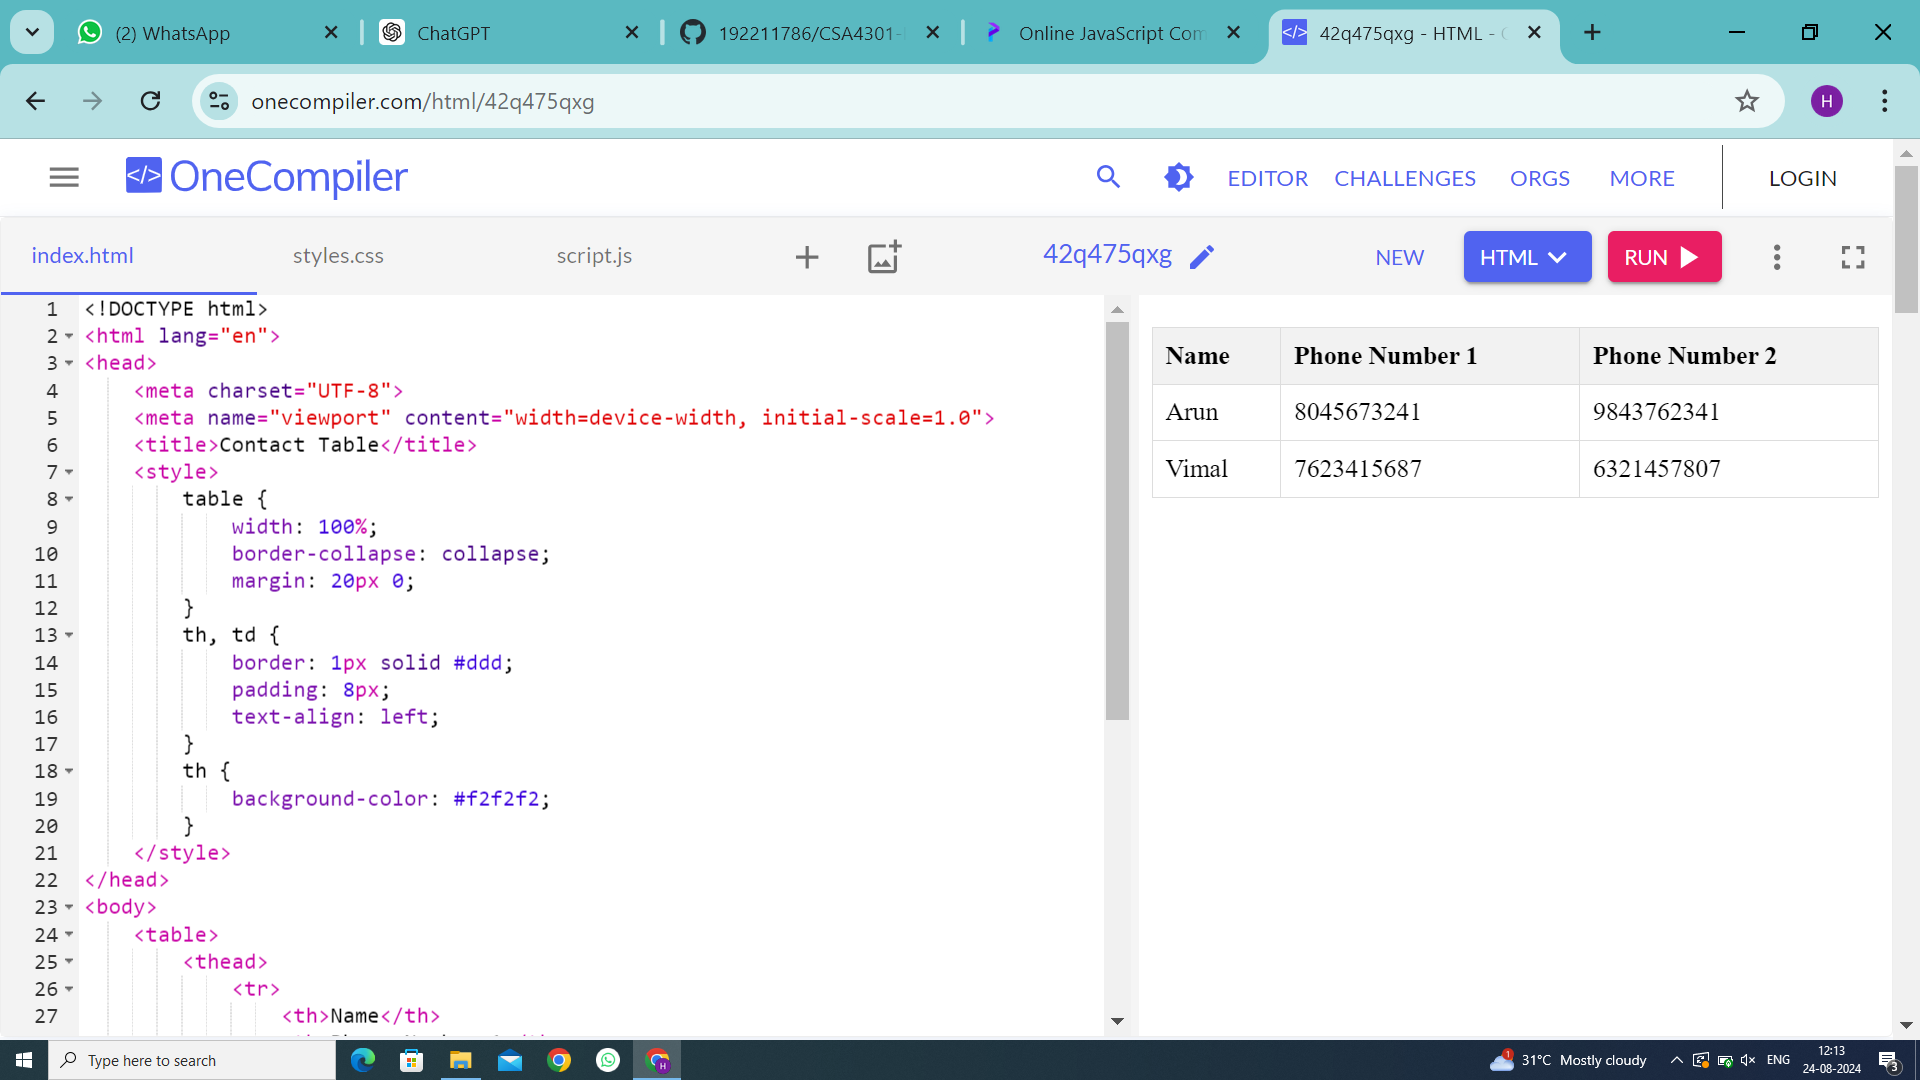 (2) WhatsApp
ChatGPT
192211786/CSA4301-
Online JavaScript Com
42q475qxg - HTML -
onecompiler.com/html/42q475qxg
H
</> OneCompiler
EDITOR
CHALLENGES
ORGS
MORE
LOGIN
index.html
styles.css
script.js
42q475qxg
NEW
HTML
RUN
1 <!DOCTYPE html>
2 <html lang="en">
3 <head>
4 <meta charset="UTF-8">
5 <meta name="viewport" content="width=device-width, initial-scale=1.0">
6 <title>Contact Table</title>
7 <style>
8 table {
9 width: 100%;
10 border-collapse: collapse;
11 margin: 20px 0;
12 }
13 th, td {
14 border: 1px solid #ddd;
15 padding: 8px;
16 text-align: left;
17 }
18 th {
19 background-color: #f2f2f2;
20 }
21 </style>
22 </head>
23 <body>
24 <table>
25 <thead>
26 <tr>
27 <th>Name</th>
Name Phone Number 1 Phone Number 2
Arun 8045673241 9843762341
Vimal 7623415687 6321457807
Type here to search
H
1
31°C Mostly cloudy
ENG
12:13
24-08-2024
3